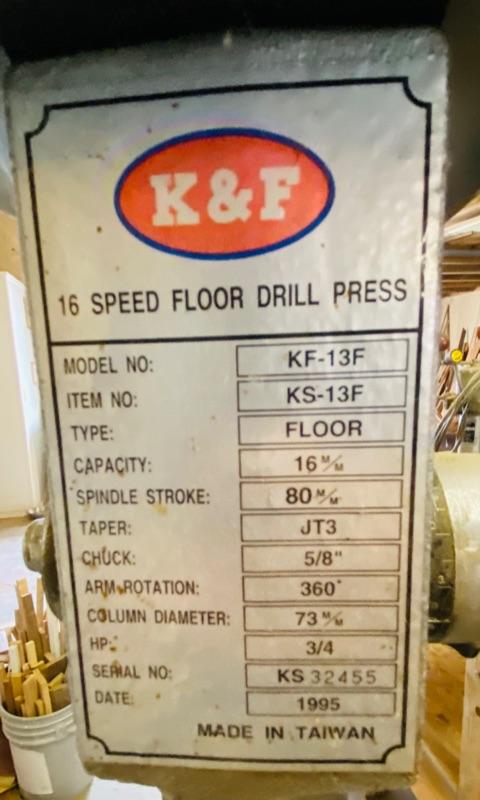 K&F
16 SPEED FLOOR DRILL PRESS
MODEL NO: KF-13F
ITEM NO: KS-13F
TYPE: FLOOR
CAPACITY: 16 M/M
SPINDLE STROKE: 80 M/M
TAPER: JT3
CHUCK: 5/8"
ARM ROTATION: 360°
COLUMN DIAMETER: 73 M/M
HP: 3/4
SERIAL NO: KS 32455
DATE: 1995
MADE IN TAIWAN